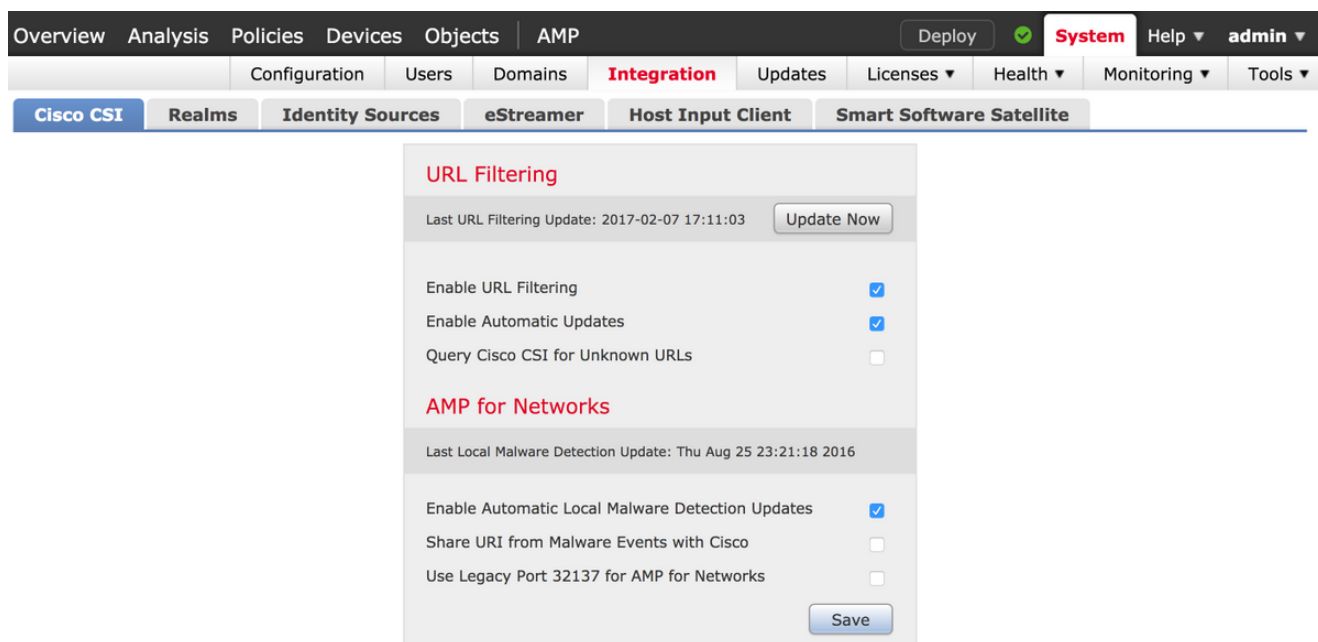 Overview Analysis Policies Devices Objects AMP Deploy System Help ▾ admin ▾
Configuration Users Domains Integration Updates Licenses ▾ Health ▾ Monitoring ▾ Tools ▾
Cisco CSI Realms Identity Sources eStreamer Host Input Client Smart Software Satellite
URL Filtering
Last URL Filtering Update: 2017-02-07 17:11:03 Update Now
Enable URL Filtering
Enable Automatic Updates
Query Cisco CSI for Unknown URLs
AMP for Networks
Last Local Malware Detection Update: Thu Aug 25 23:21:18 2016
Enable Automatic Local Malware Detection Updates
Share URI from Malware Events with Cisco
Use Legacy Port 32137 for AMP for Networks
Save